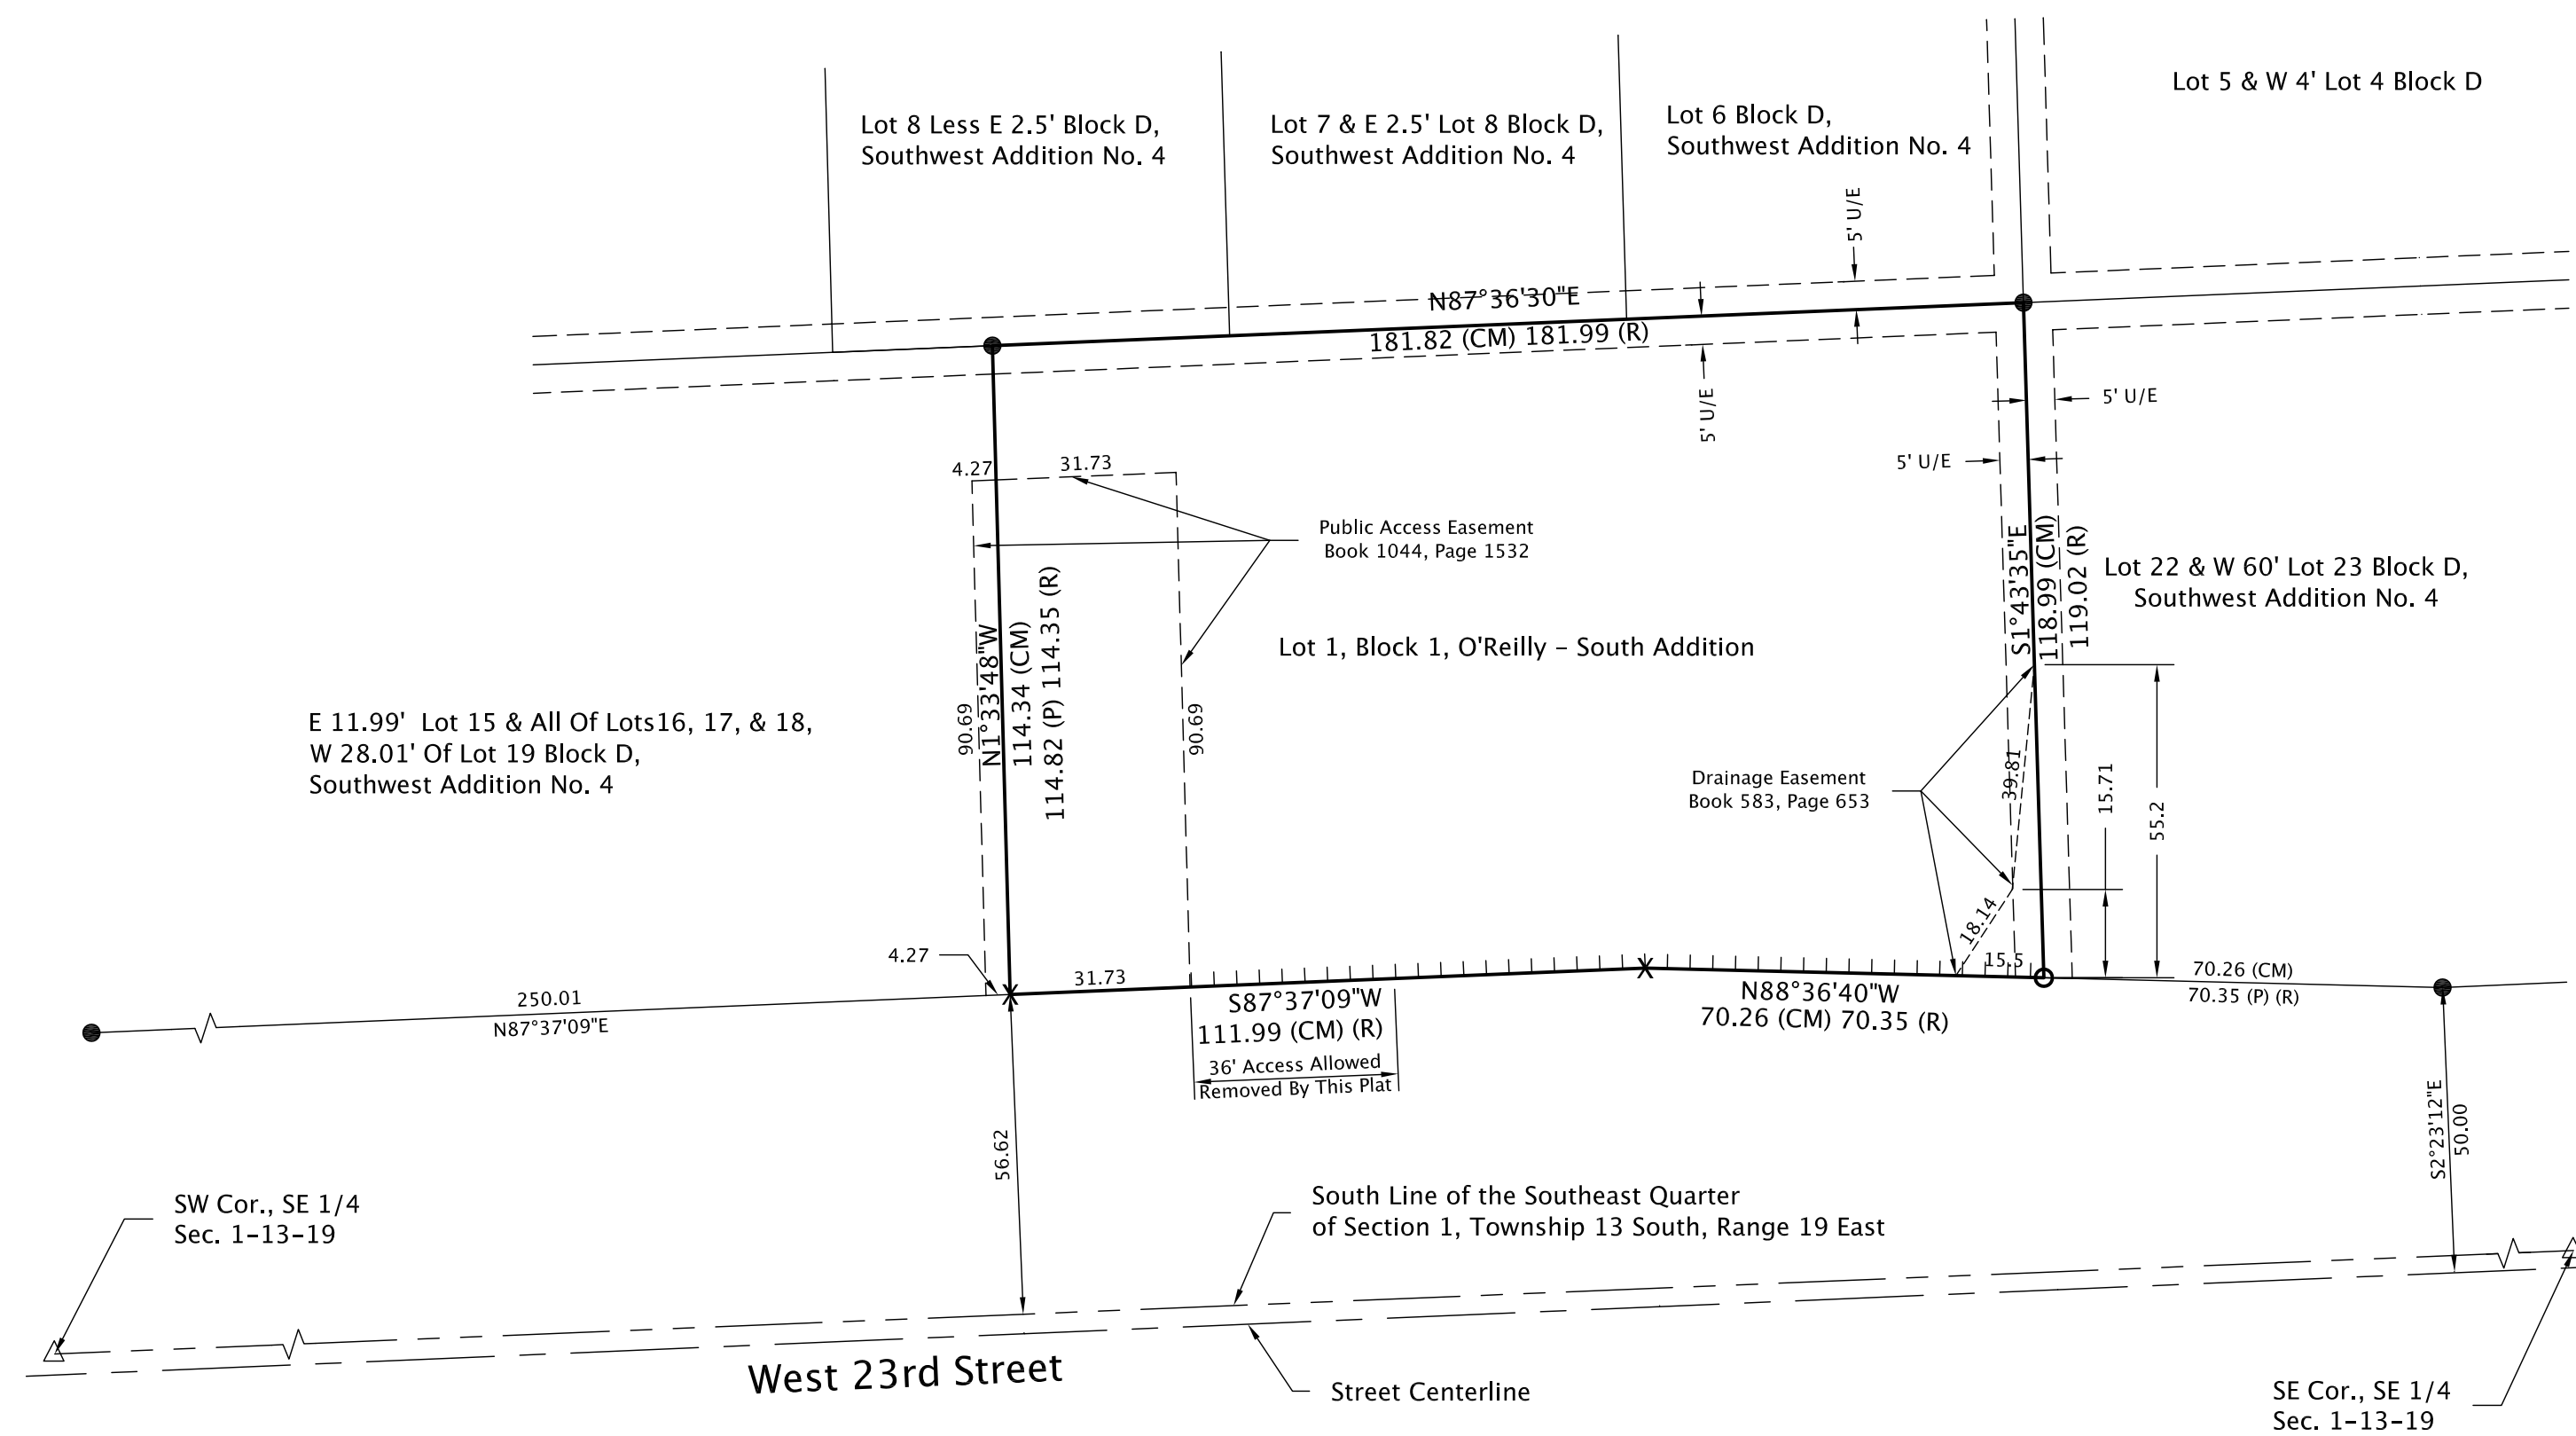 Lot 5 & W 4' Lot 4 Block D
Lot 8 Less E 2.5' Block D,
Southwest Addition No. 4
Lot 7 & E 2.5' Lot 8 Block D,
Southwest Addition No. 4
Lot 6 Block D,
Southwest Addition No. 4
5' U/E
N87°36'30"E
181.82 (CM) 181.99 (R)
5' U/E
5' U/E
5' U/E
4.27
31.73
Public Access Easement
Book 1044, Page 1532
S1°43'35"E
118.99 (CM)
119.02 (R)
Lot 22 & W 60' Lot 23 Block D,
Southwest Addition No. 4
Lot 1, Block 1, O'Reilly - South Addition
90.69
N1°33'48"W
114.34 (CM)
114.82 (P) 114.35 (R)
90.69
E 11.99' Lot 15 & All Of Lots16, 17, & 18,
W 28.01' Of Lot 19 Block D,
Southwest Addition No. 4
Drainage Easement
Book 583, Page 653
39.81
15.71
55.2
18.14
15.5
4.27
31.73
250.01
N87°37'09"E
S87°37'09"W
111.99 (CM) (R)
36' Access Allowed
Removed By This Plat
N88°36'40"W
70.26 (CM) 70.35 (R)
70.26 (CM)
70.35 (P) (R)
56.62
S2°23'12"E
50.00
SW Cor., SE 1/4
Sec. 1-13-19
South Line of the Southeast Quarter
of Section 1, Township 13 South, Range 19 East
West 23rd Street
Street Centerline
SE Cor., SE 1/4
Sec. 1-13-19